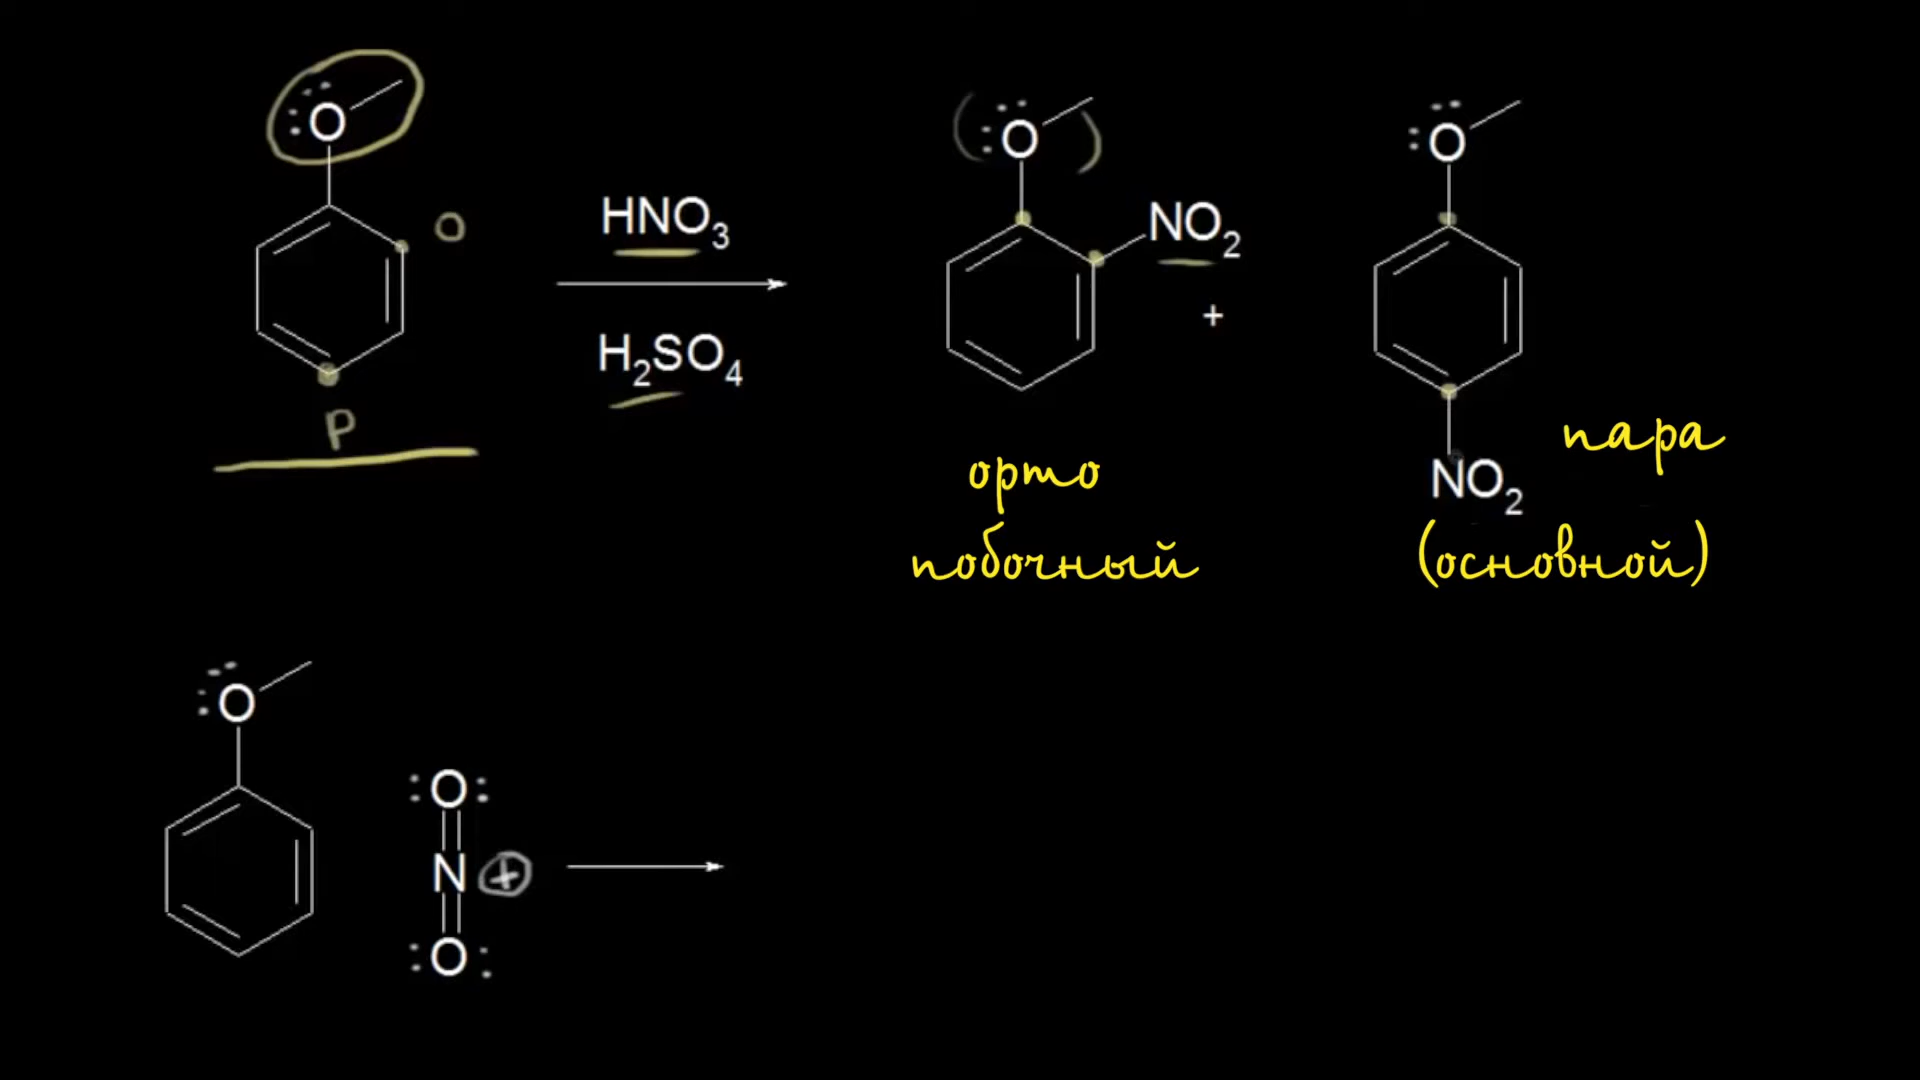 :O
O
HNO3
H2SO4
P
:O
NO2
+
:O
NO2
орто
побочный
пара
(основной)
:O
:O:
N+
:O: